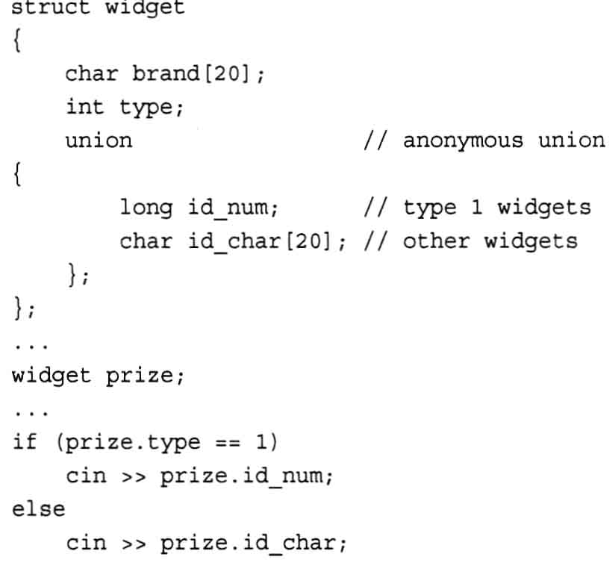 struct widget
{
    char brand[20];
    int type;
    union                 // anonymous union
{
        long id_num;      // type 1 widgets
        char id_char[20]; // other widgets
    };
};
...
widget prize;
...
if (prize.type == 1)
    cin >> prize.id_num;
else
    cin >> prize.id_char;